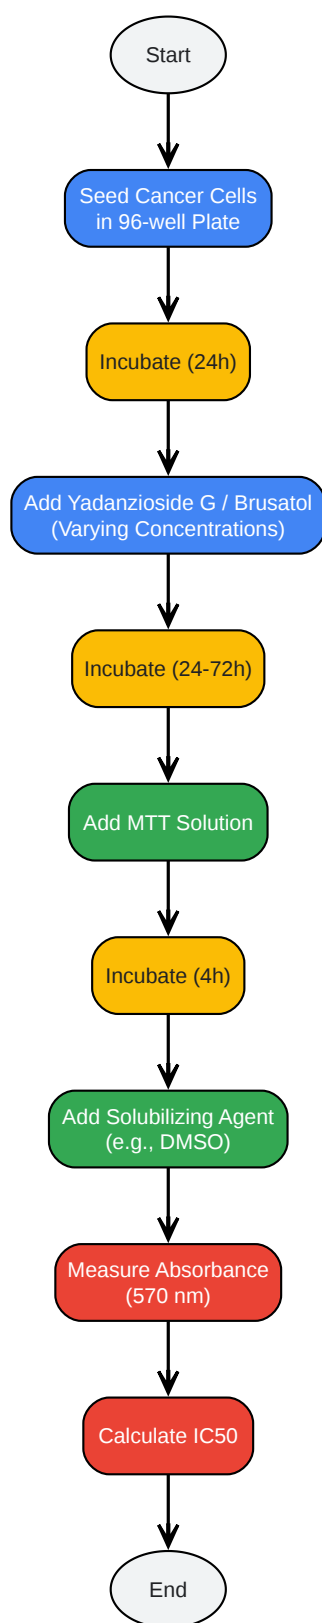 Start
Seed Cancer Cells
in 96-well Plate
Incubate (24h)
Add Yadanzioside G / Brusatol
(Varying Concentrations)
Incubate (24-72h)
Add MTT Solution
Incubate (4h)
Add Solubilizing Agent
(e.g., DMSO)
Measure Absorbance
(570 nm)
Calculate IC50
End